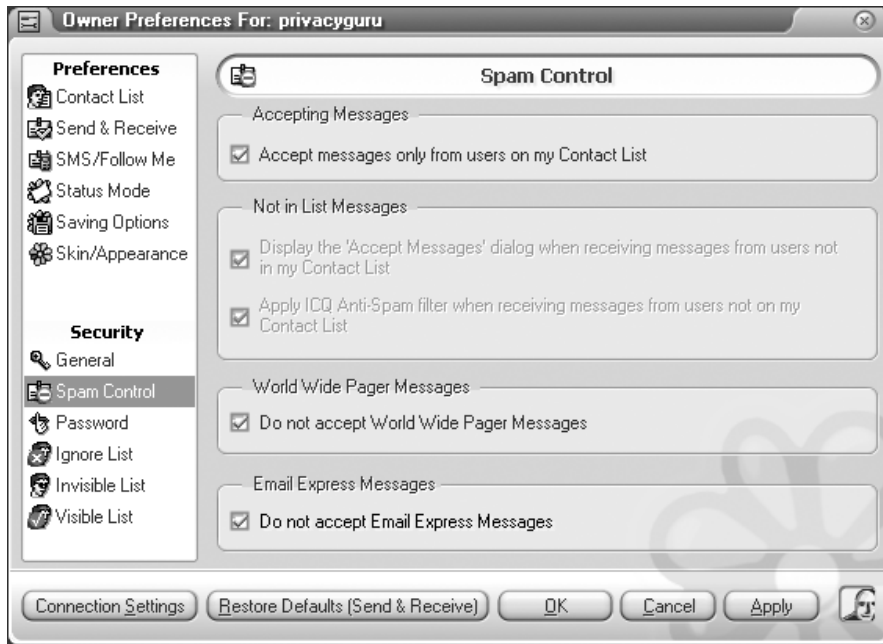 Owner Preferences For: privacyguru
Preferences
Contact List
Send & Receive
SMS/Follow Me
Status Mode
Saving Options
Skin/Appearance
Security
General
Spam Control
Password
Ignore List
Invisible List
Visible List
Spam Control
Accepting Messages
Accept messages only from users on my Contact List
Not in List Messages
Display the 'Accept Messages' dialog when receiving messages from users not
in my Contact List
Apply ICQ Anti-Spam filter when receiving messages from users not on my
Contact List
World Wide Pager Messages
Do not accept World Wide Pager Messages
Email Express Messages
Do not accept Email Express Messages
Connection Settings
Restore Defaults (Send & Receive)
OK
Cancel
Apply